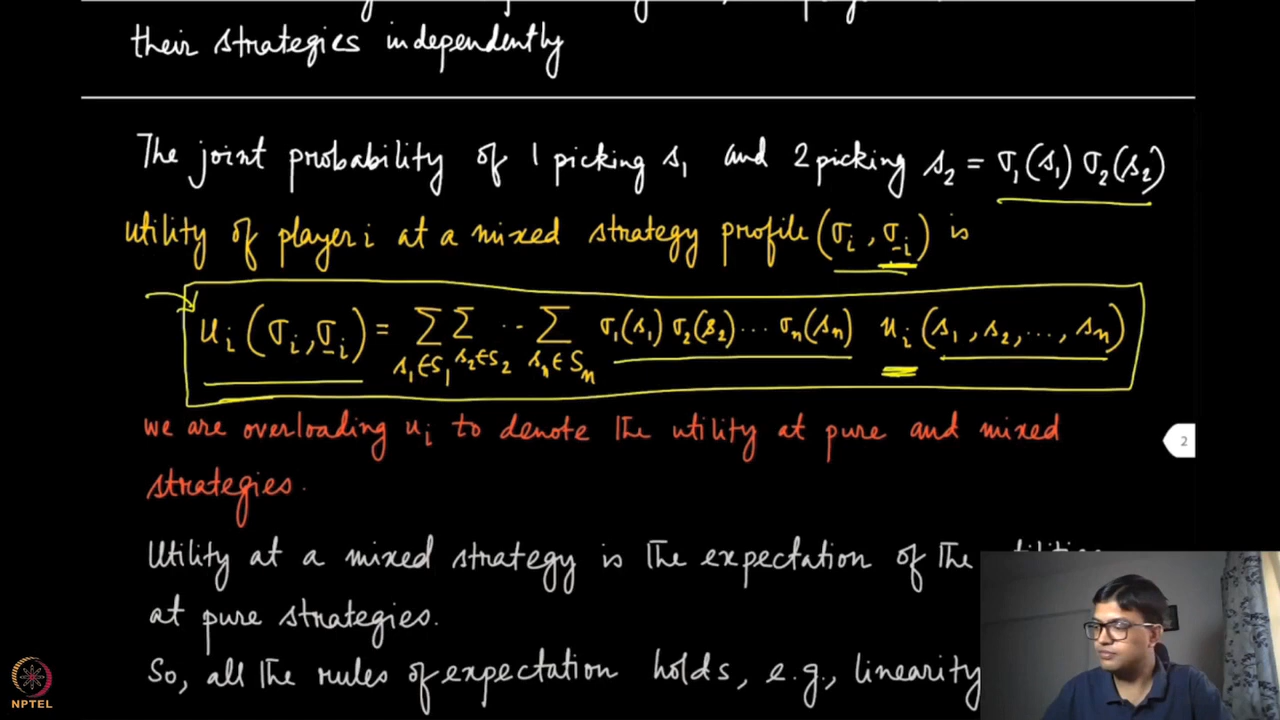 their strategies independently
The joint probability of 1 picking s₁ and 2 picking s₂ = σ₁(s₁) σ₂(s₂)
utility of player i at a mixed strategy profile (σᵢ, σ₋ᵢ) is
uᵢ(σᵢ, σ₋ᵢ) = Σ_{s₁∈S₁} Σ_{s₂∈S₂} ... Σ_{sₙ∈Sₙ} σ₁(s₁) σ₂(s₂) ... σₙ(sₙ) uᵢ(s₁, s₂, ..., sₙ)
we are overloading uᵢ to denote the utility at pure and mixed
2
strategies.
Utility at a mixed strategy is the expectation of the
at pure strategies.
So, all the rules of expectation holds, e.g., linearity
NPTEL